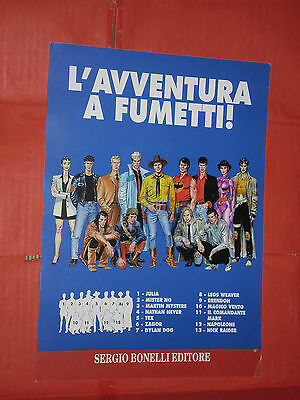 L'AVVENTURA
A FUMETTI!
1 - JULIA
2 - MISTER NO
3 - MARTIN MYSTERE
4 - NATHAN NEVER
5 - TEX
6 - ZAGOR
7 - DYLAN DOG
8 - LEGS WEAVER
9 - BRENDON
10 - MAGICO VENTO
11 - IL COMANDANTE
MARK
12 - NAPOLEONE
13 - NICK RAIDER
SERGIO BONELLI EDITORE